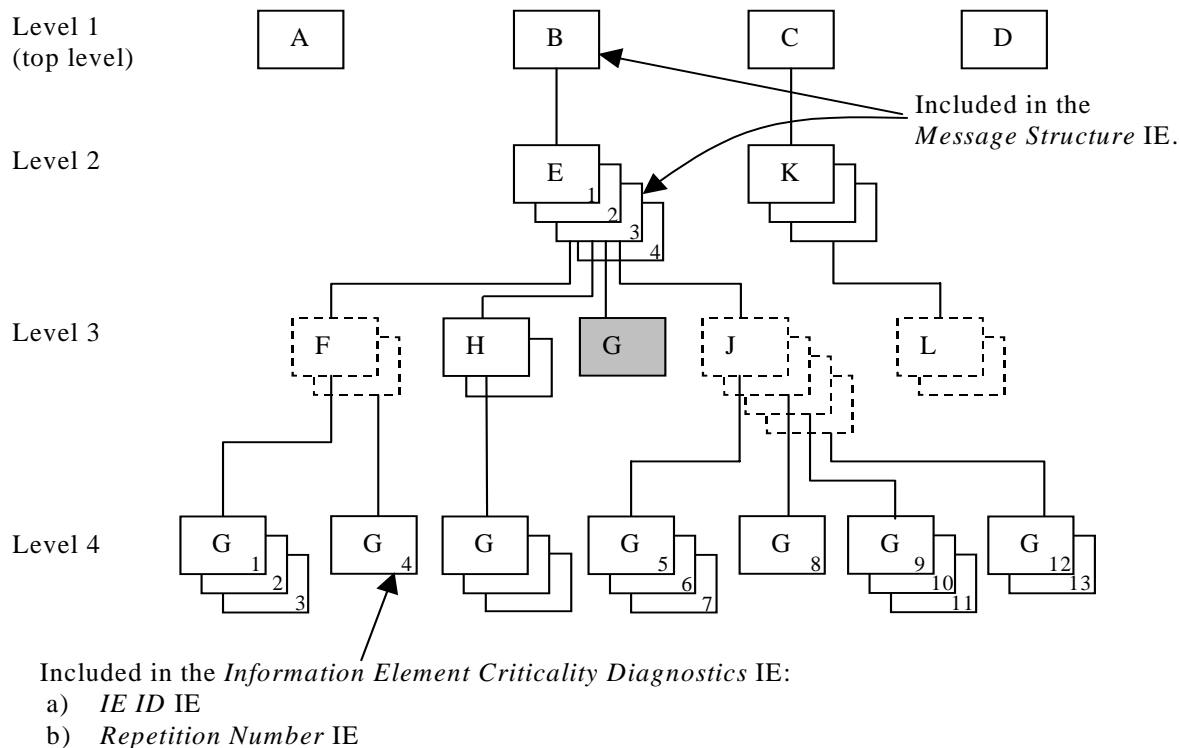 Level 1
(top level)
A
B
C
D
Included in the
Message Structure IE.
Level 2
E
1
2
3
4
K
Level 3
F
H
G
J
L
Level 4
G
1
2
3
G
4
G
G
5
6
7
G
8
G
9
10
11
G
12
13
Included in the Information Element Criticality Diagnostics IE:
a) IE ID IE
b) Repetition Number IE